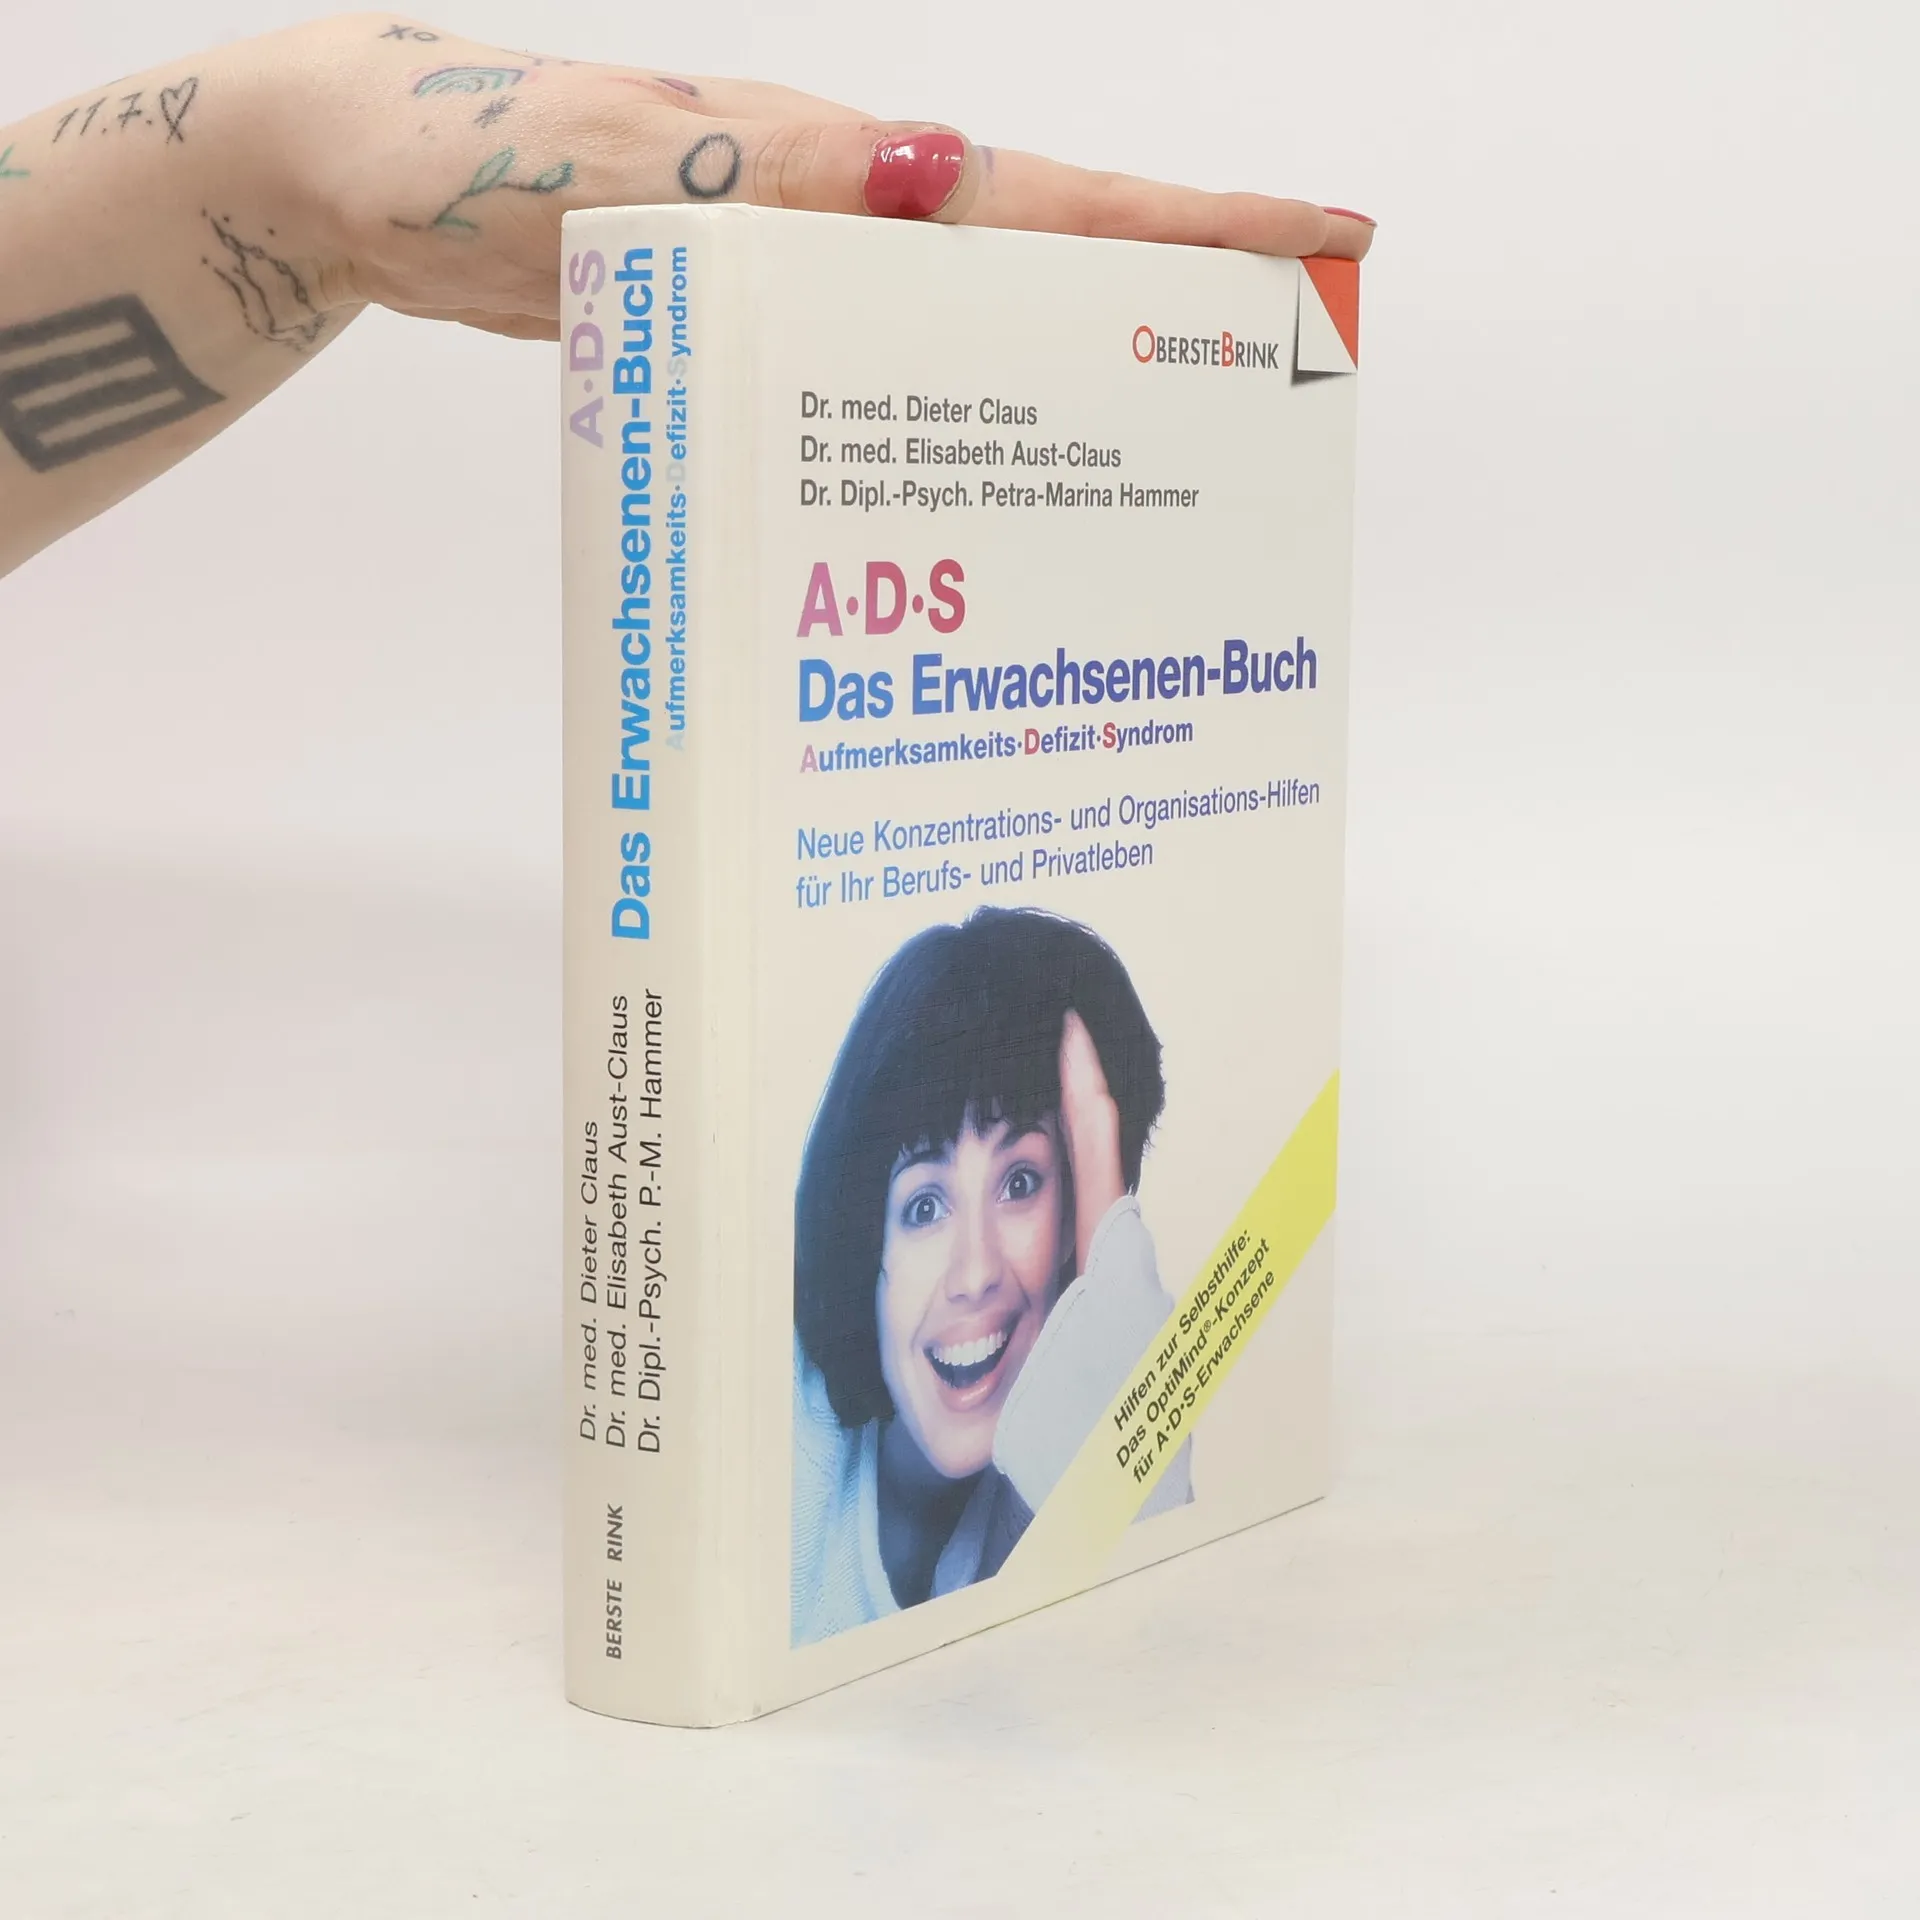 xo
11.7.
A·D·S
Das Erwachsenen-Buch
Aufmerksamkeits·Defizit·Syndrom
Dr. med. Dieter Claus
Dr. med. Elisabeth Aust-Claus
Dr. Dipl.-Psych. P.-M. Hammer
BERSTE RINK
OBERSTEBRINK
Dr. med. Dieter Claus
Dr. med. Elisabeth Aust-Claus
Dr. Dipl.-Psych. Petra-Marina Hammer
A·D·S
Das Erwachsenen-Buch
Aufmerksamkeits·Defizit·Syndrom
Neue Konzentrations- und Organisations-Hilfen
für Ihr Berufs- und Privatleben
Hilfen zur Selbsthilfe:
Das OptiMind®-Konzept
für A·D·S-Erwachsene